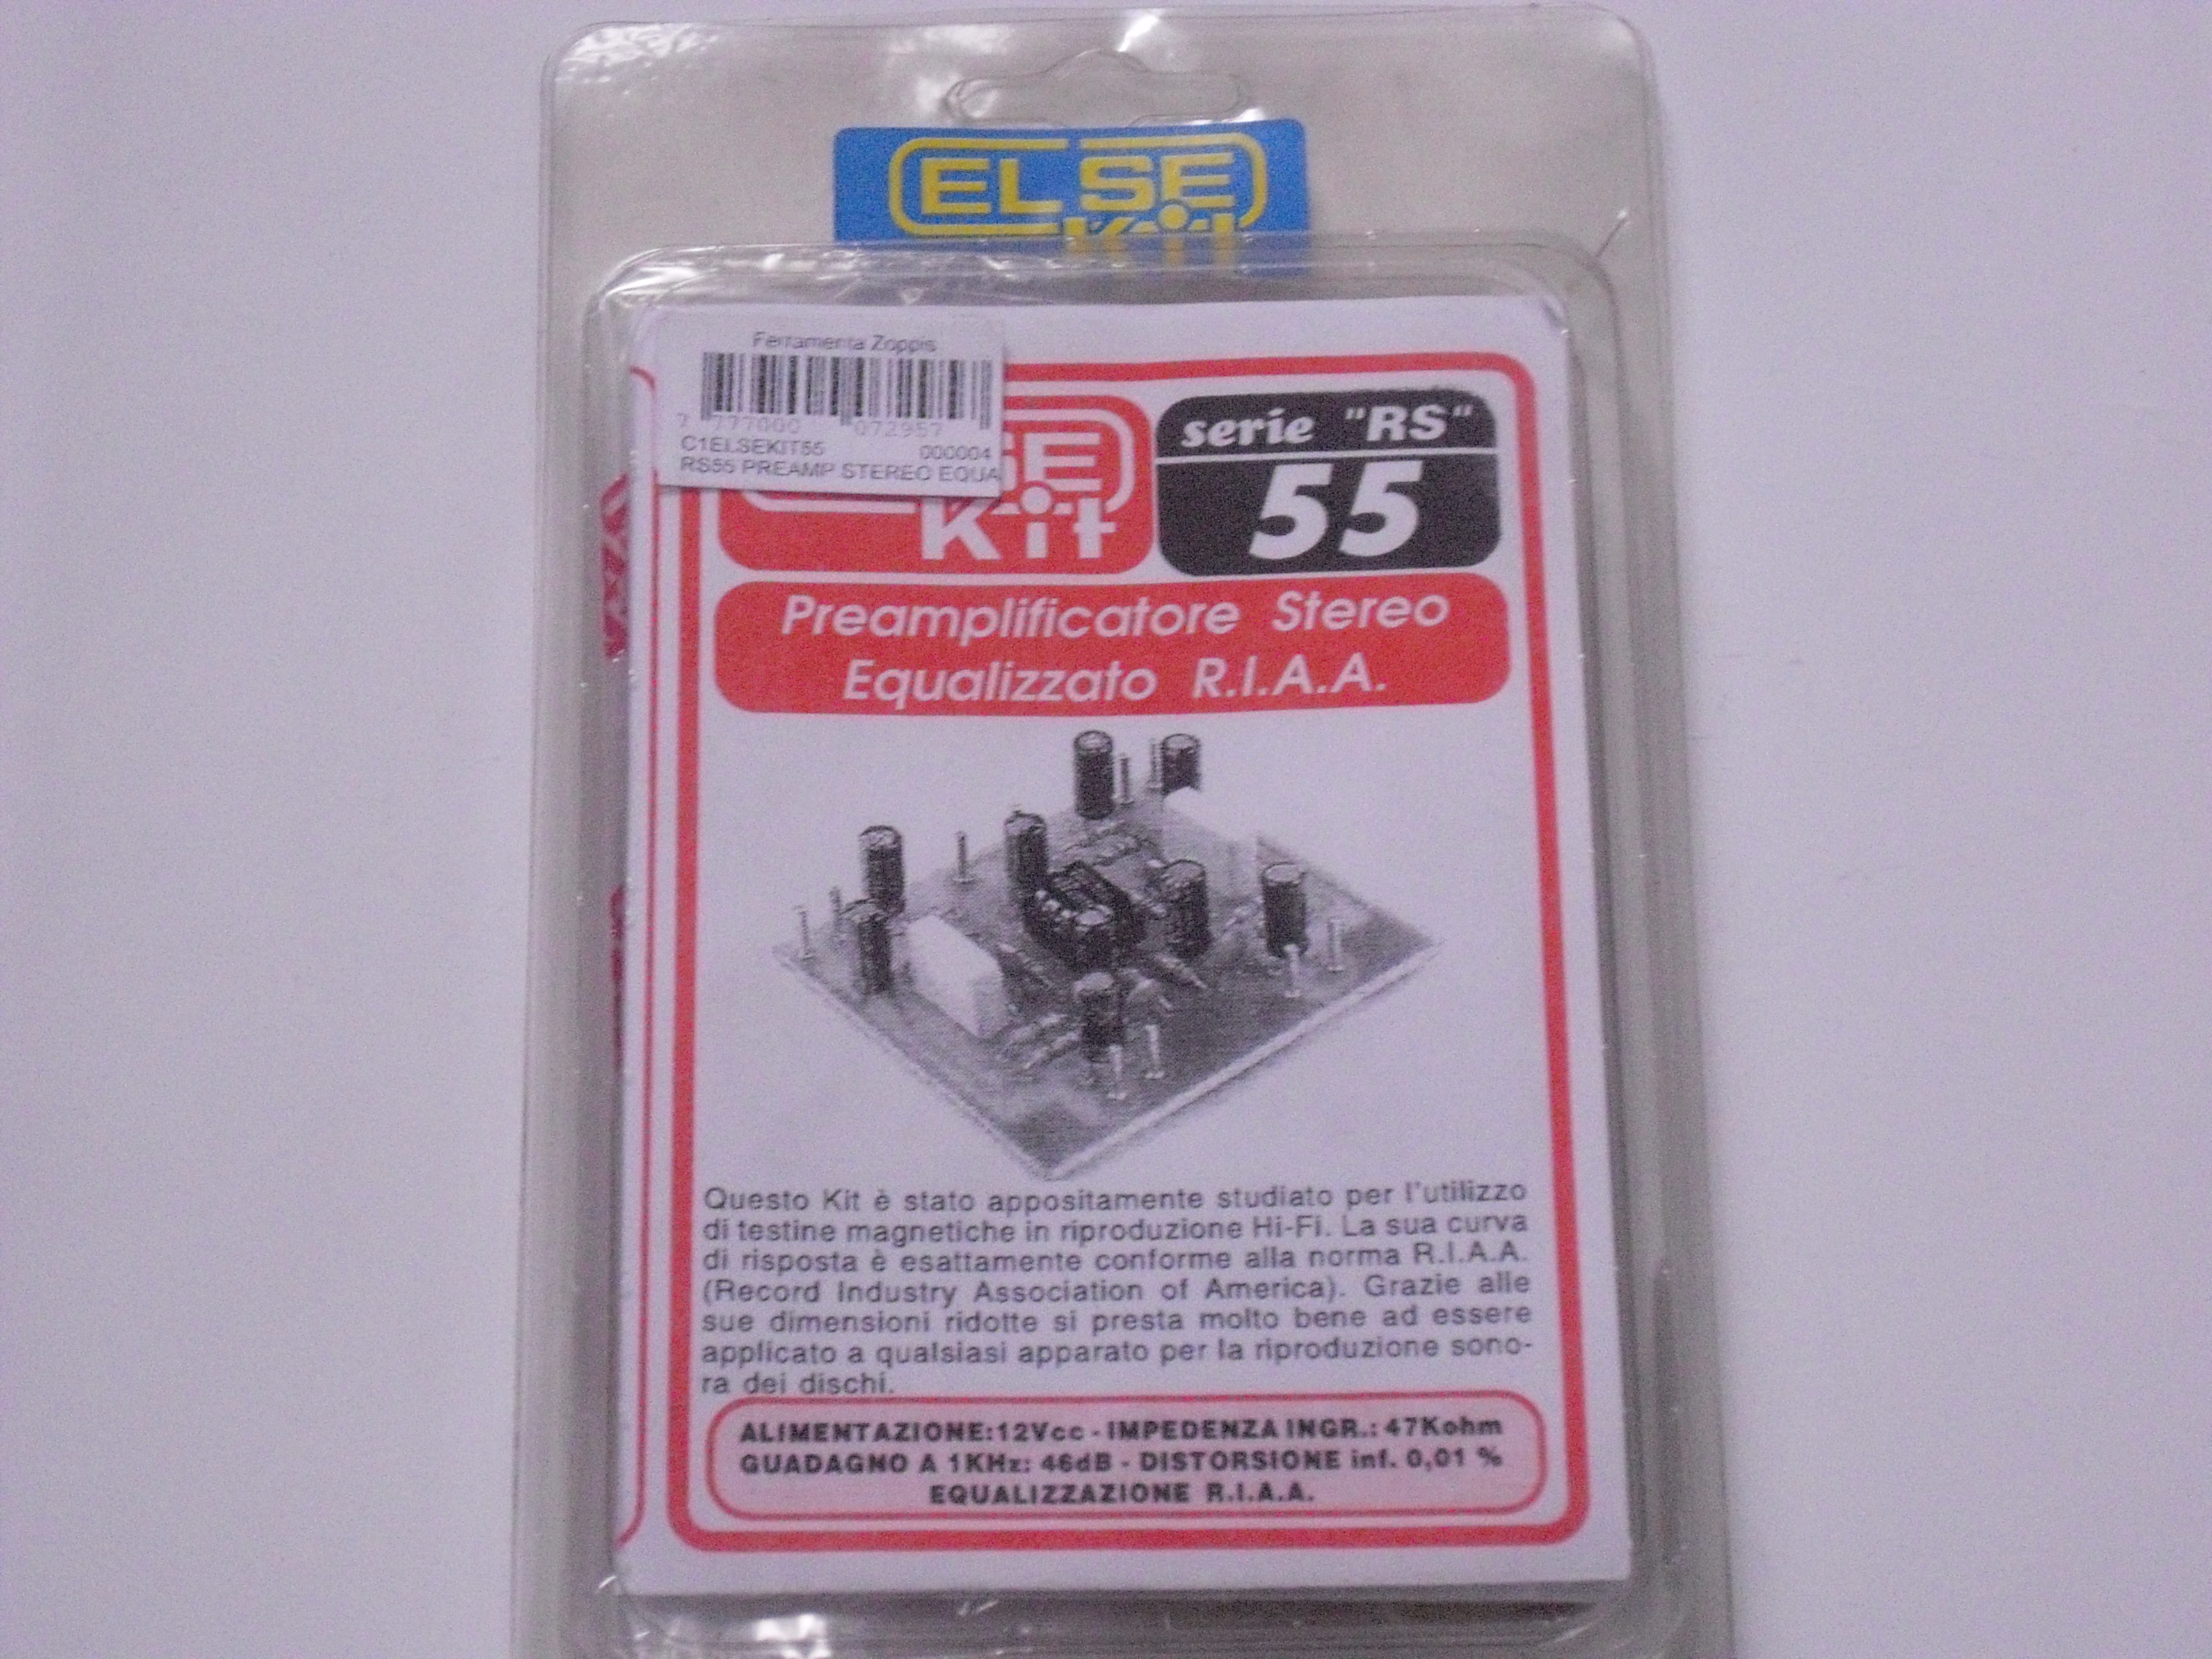 ELSE
Kit
Ferramenta Zoppis
7 777000 072957
C1ELSEKIT55 000004
RS55 PREAMP STEREO EQUA
SE
Kit
serie "RS"
55
Preamplificatore Stereo
Equalizzato R.I.A.A.
Questo Kit è stato appositamente studiato per l'utilizzo
di testine magnetiche in riproduzione Hi-Fi. La sua curva
di risposta è esattamente conforme alla norma R.I.A.A.
(Record Industry Association of America). Grazie alle
sue dimensioni ridotte si presta molto bene ad essere
applicato a qualsiasi apparato per la riproduzione sono-
ra dei dischi.
ALIMENTAZIONE:12Vcc - IMPEDENZA INGR.: 47Kohm
GUADAGNO A 1KHz: 46dB - DISTORSIONE inf. 0,01 %
EQUALIZZAZIONE R.I.A.A.